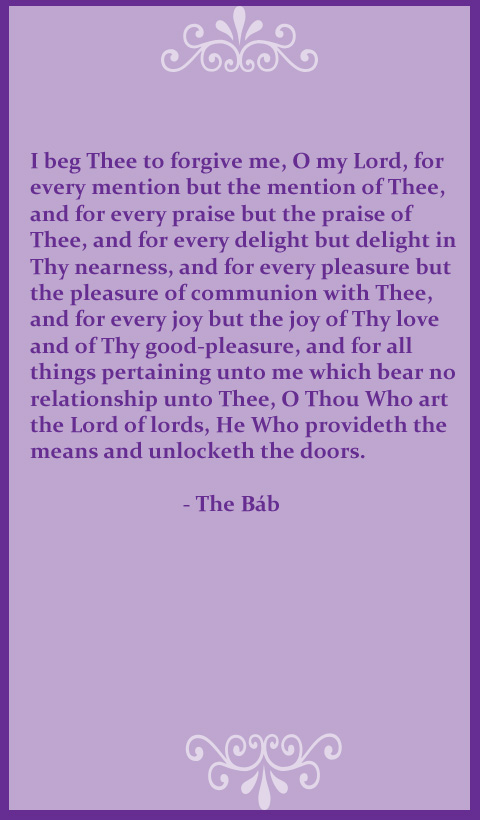 I beg Thee to forgive me, O my Lord, for
every mention but the mention of Thee,
and for every praise but the praise of
Thee, and for every delight but delight in
Thy nearness, and for every pleasure but
the pleasure of communion with Thee,
and for every joy but the joy of Thy love
and of Thy good-pleasure, and for all
things pertaining unto me which bear no
relationship unto Thee, O Thou Who art
the Lord of lords, He Who provideth the
means and unlocketh the doors.
- The Báb